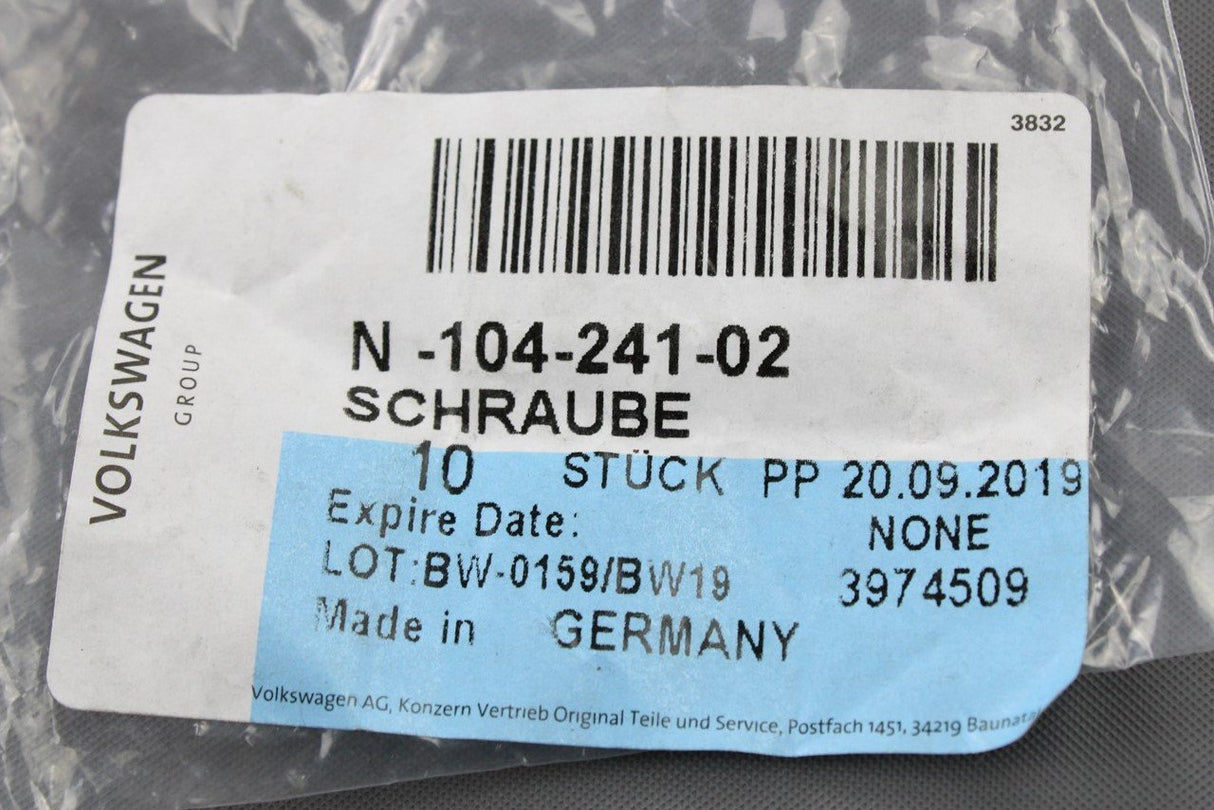 3832
VOLKSWAGEN
GROUP
N -104-241-02
SCHRAUBE
10 STÜCK PP 20.09.2019
Expire Date: NONE
LOT:BW-0159/BW19 3974509
Made in GERMANY
Volkswagen AG, Konzern Vertrieb Original Teile und Service, Postfach 1451, 34219 Baunatal